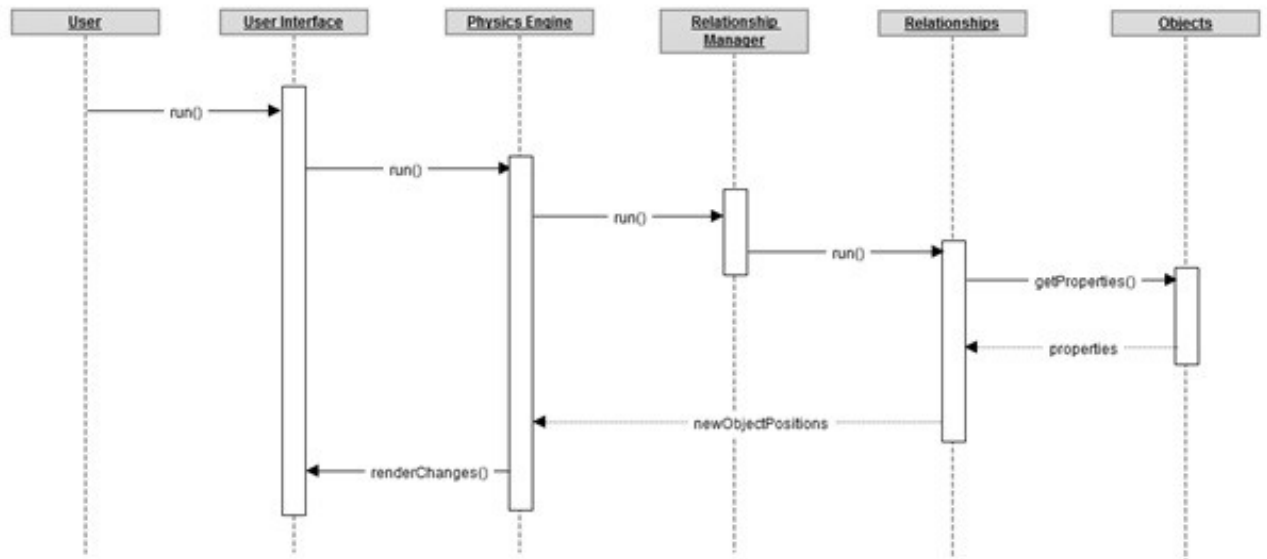 User
User Interface
Physics Engine
Relationship
Manager
Relationships
Objects
run()
run()
run()
run()
getProperties()
properties
newObjectPositions
renderChanges()